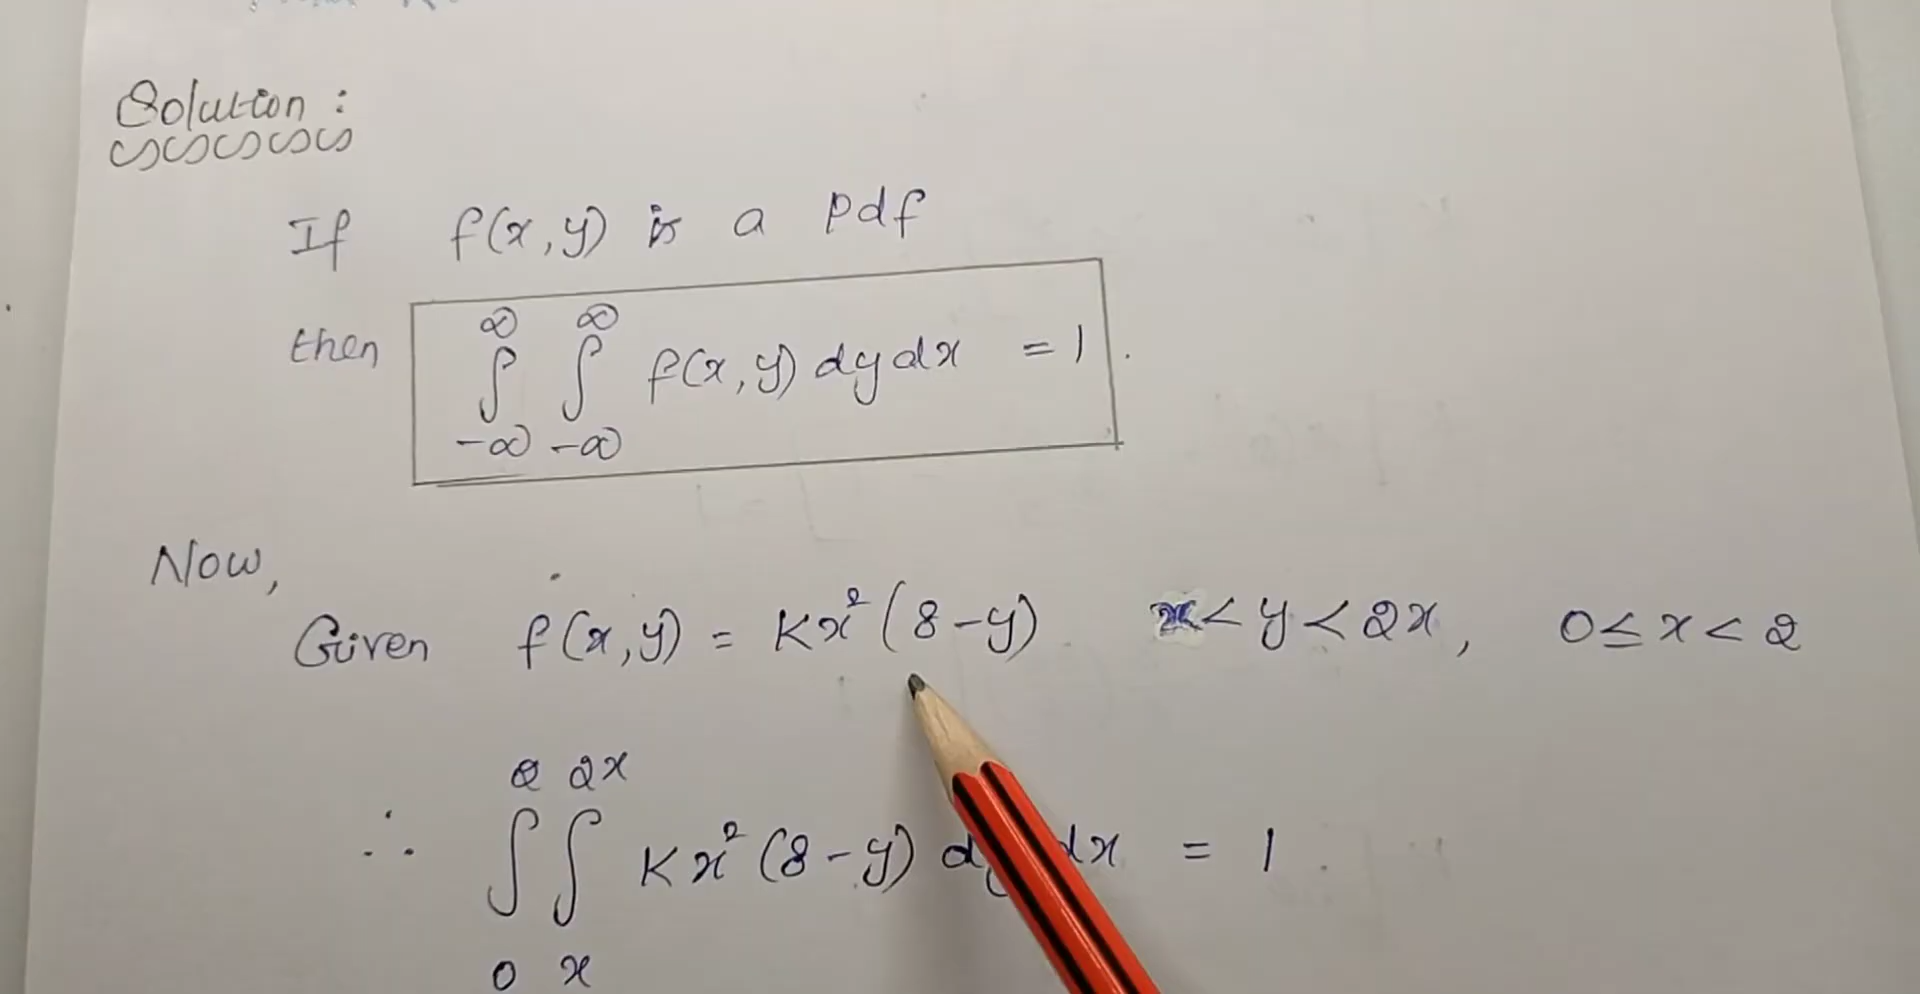 Solution :
If f(x,y) is a pdf
then ∞ ∞
∫ ∫ f(x,y) dy dx = 1 .
-∞ -∞
Now,
Given f(x,y) = Kx²(8-y) x < y < 2x, 0 ≤ x < 2
2 2x
∴ ∫ ∫ Kx²(8-y) dy dx = 1 .
0 x